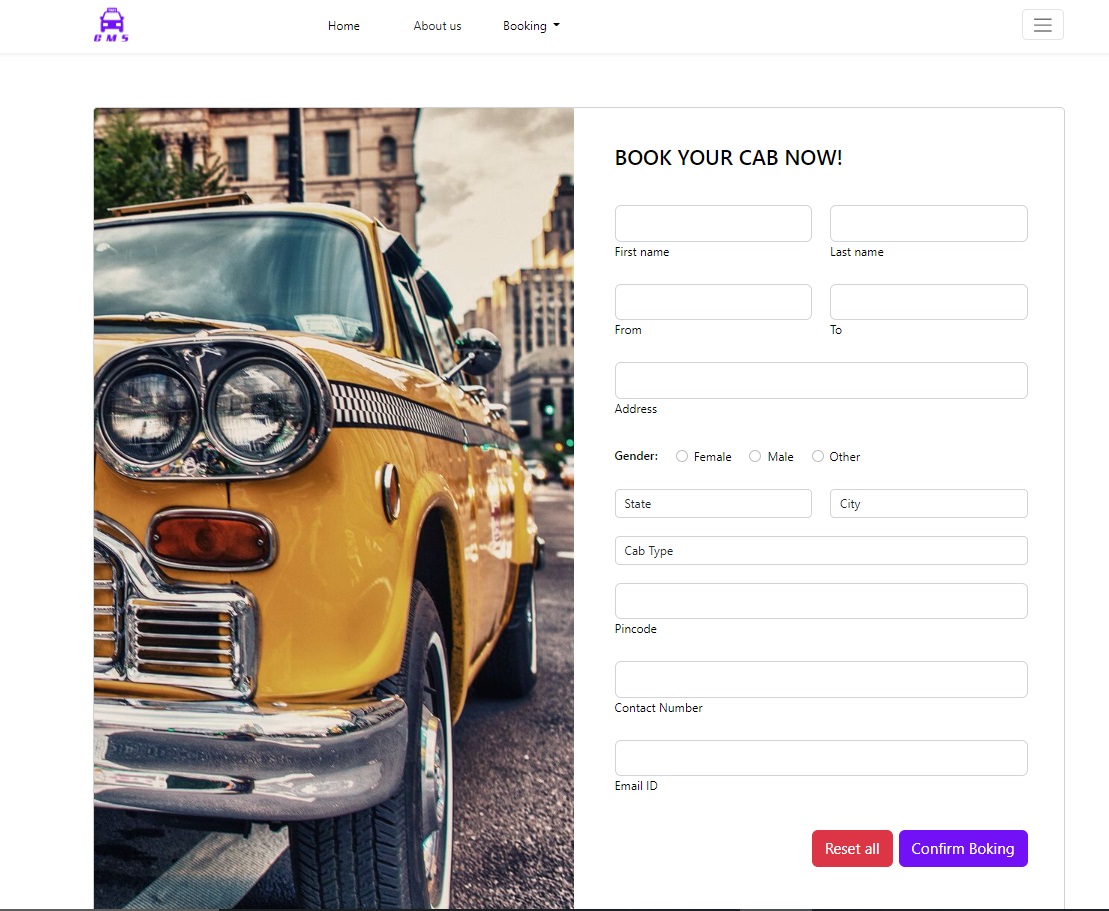 CMS
Home About us Booking
BOOK YOUR CAB NOW!
First name Last name
From To
Address
Gender: Female Male Other
State City
Cab Type
Pincode
Contact Number
Email ID
Reset all Confirm Boking